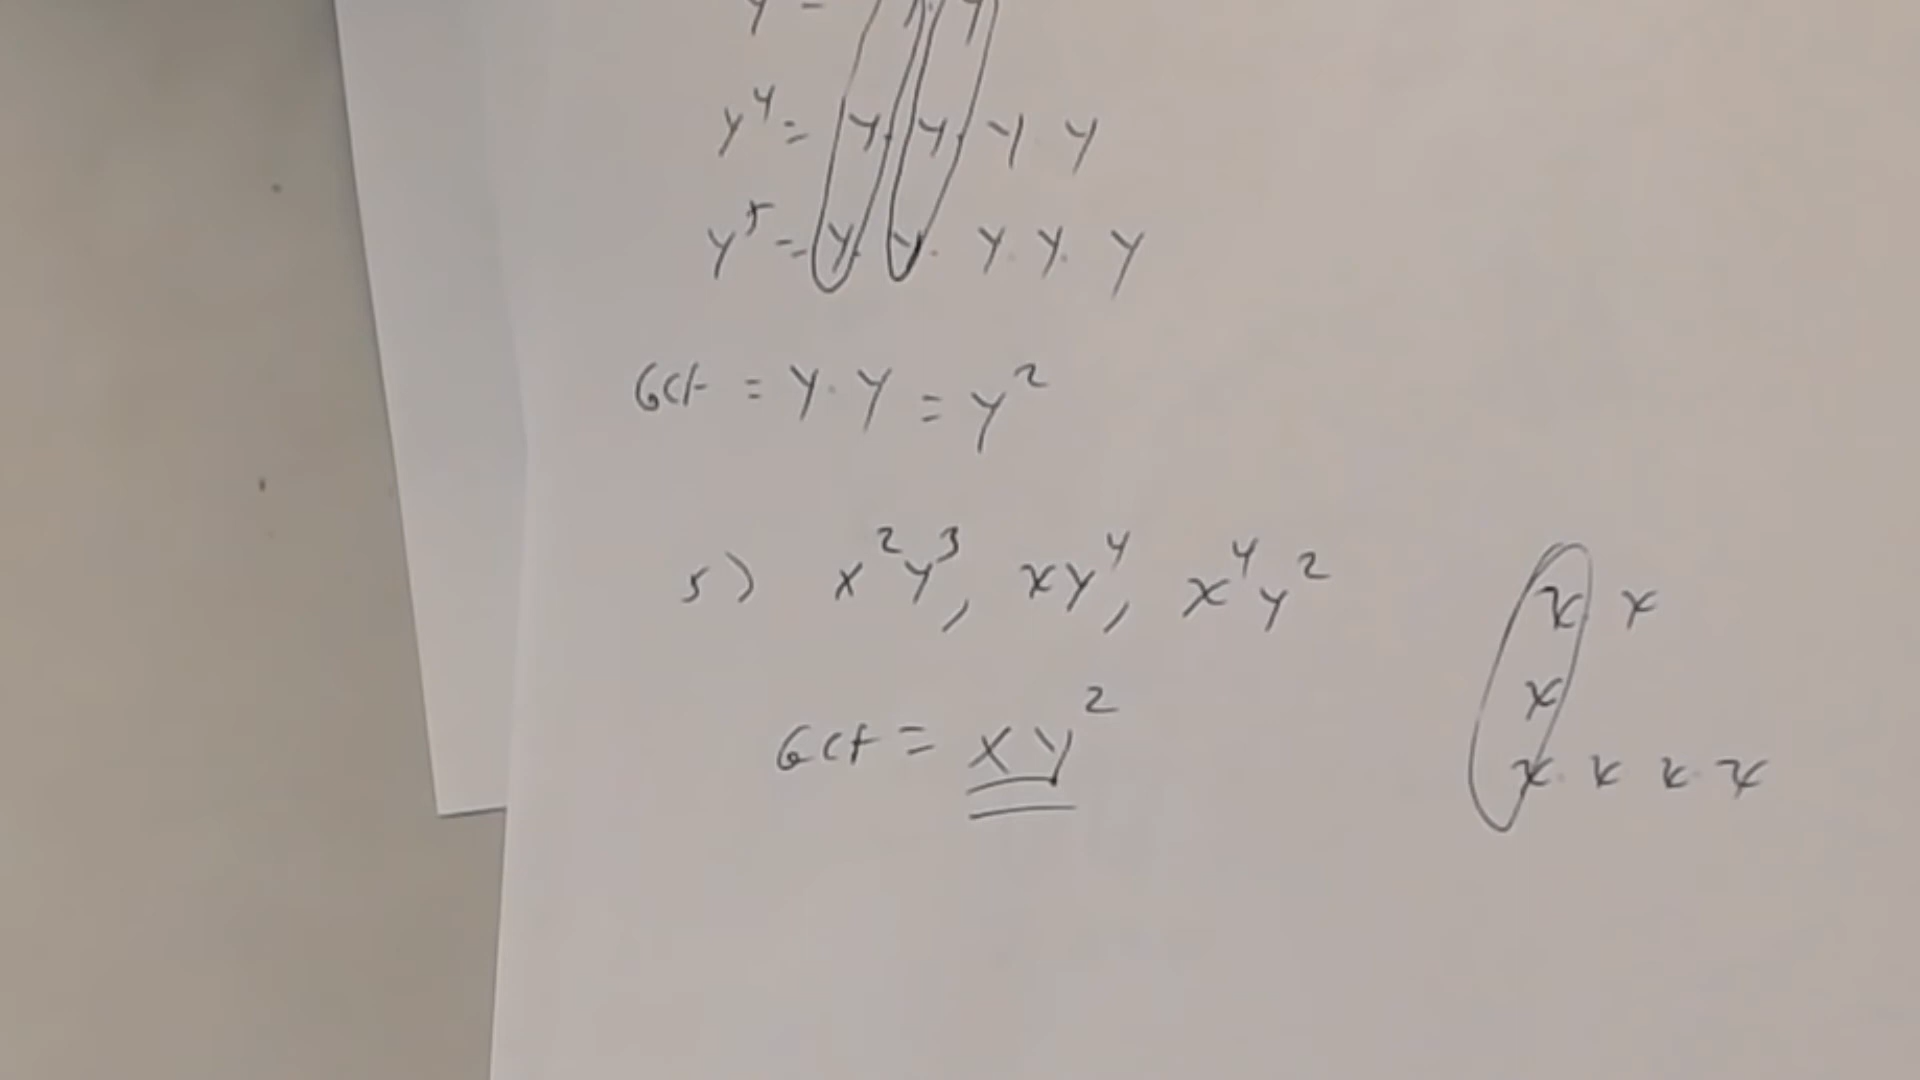 y⁴ = y · y · y y
y⁵ = y · y · y · y · y
GCF = y · y = y²
5) x²y³, xy⁴, x⁴y²
x x
x
GCF = xy²
x · x x · x